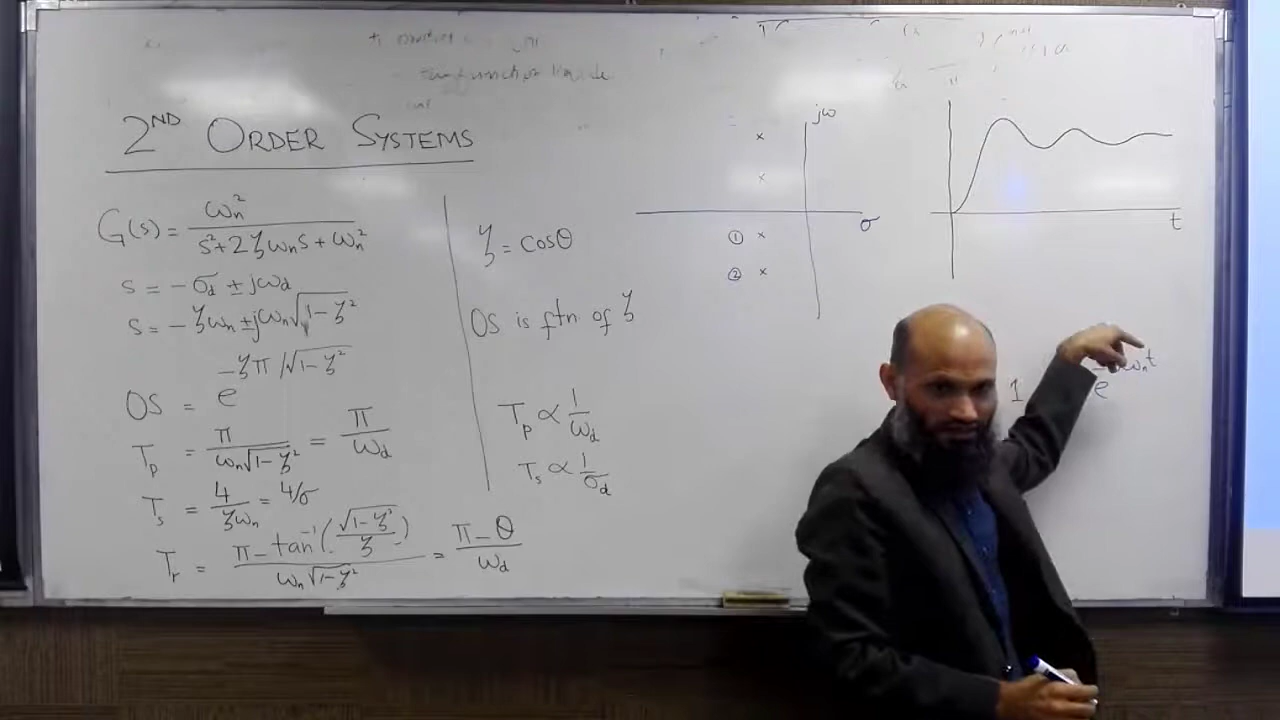 2ND ORDER SYSTEMS
G(s) = ωn² / s²+2ζωns+ωn²
s = -σd ± jωd
s = -ζωn ± jωn√1-ζ²
OS = e^-ζπ/√1-ζ²
Tp = π / ωn√1-ζ² = π / ωd
Ts = 4 / ζωn = 4/σ
Tr = π - tan⁻¹(√1-ζ² / ζ) / ωn√1-ζ² = π - θ / ωd
ζ = cosθ
OS is ftn. of ζ
Tp ∝ 1 / ωd
Ts ∝ 1 / σd
jω
σ
①
②
t
1
e ωnt